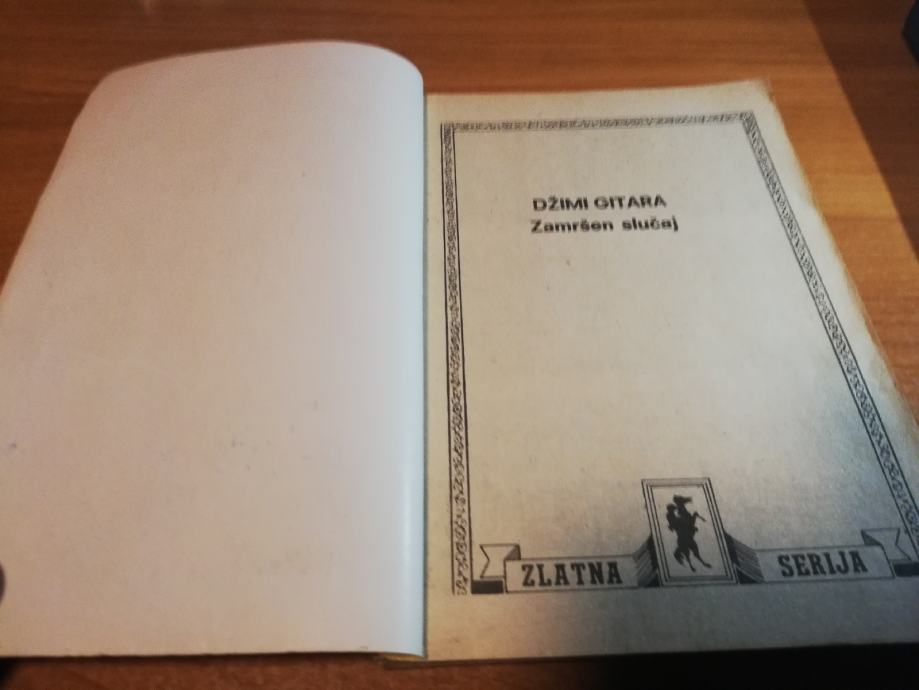 DŽIMI GITARA
Zamršen slučaj
ZLATNA SERIJA